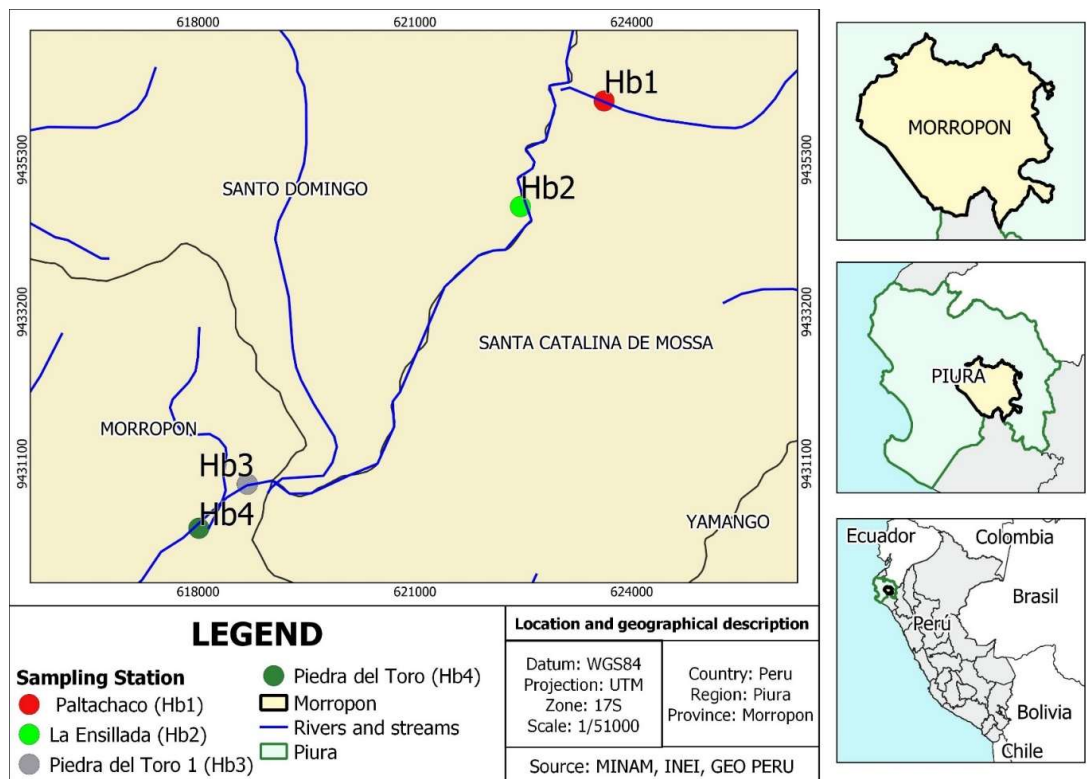 618000
621000
624000
Hb1
MORROPON
9435300
9435300
SANTO DOMINGO
Hb2
9433200
9433200
SANTA CATALINA DE MOSSA
PIURA
MORROPON
9431100
9431100
Hb3
Hb4
YAMANGO
Ecuador
Colombia
Brasil
Perú
Bolivia
Chile
618000
621000
624000
LEGEND
Sampling Station
Paltachaco (Hb1)
La Ensillada (Hb2)
Piedra del Toro 1 (Hb3)
Piedra del Toro (Hb4)
Morropon
Rivers and streams
Piura
Location and geographical description
Datum: WGS84
Projection: UTM
Zone: 17S
Scale: 1/51000
Country: Peru
Region: Piura
Province: Morropon
Source: MINAM, INEI, GEO PERU